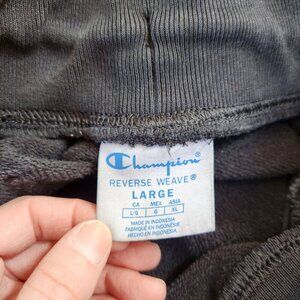 Champion
REVERSE WEAVE®
LARGE
CA MEX ASIA
L/G G XL
MADE IN INDONESIA
FABRIQUÉ EN INDONÉSIE
HECHO EN INDONESIA